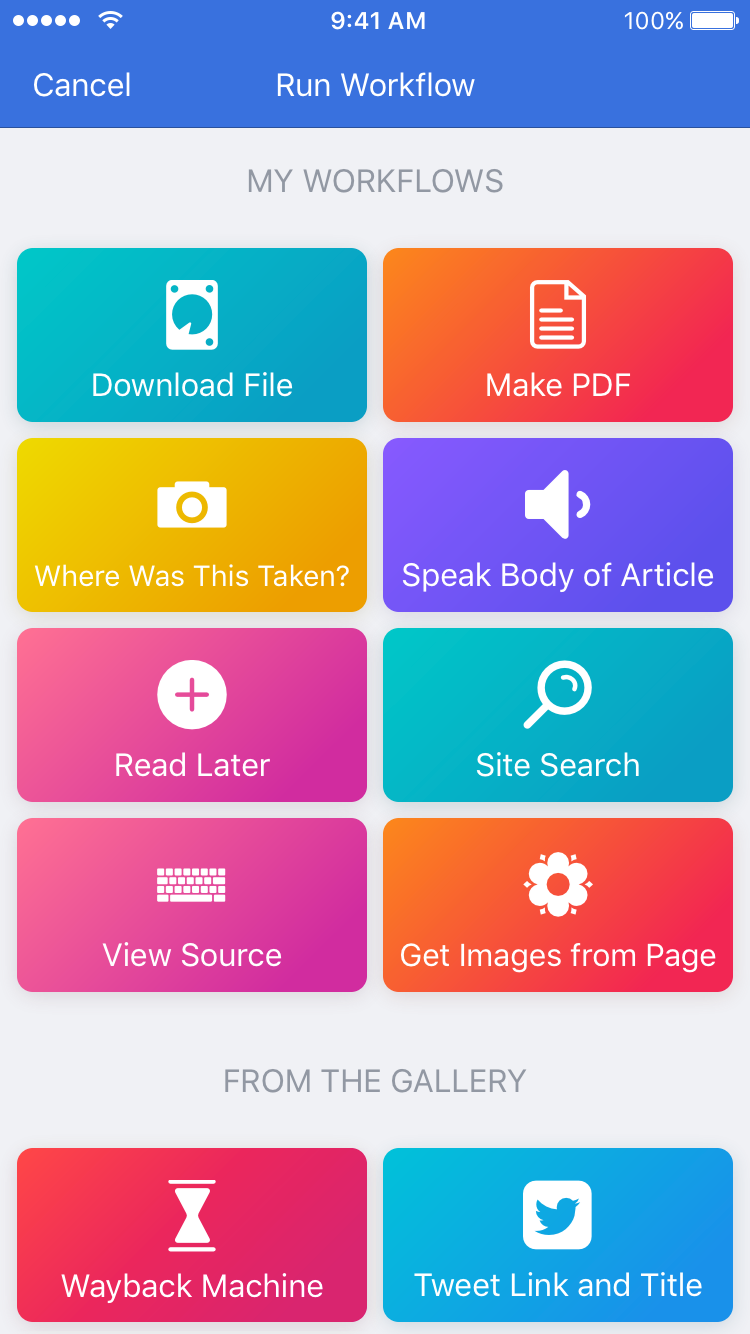 9:41 AM
100%
Cancel
Run Workflow
MY WORKFLOWS
Download File
Make PDF
Where Was This Taken?
Speak Body of Article
Read Later
Site Search
View Source
Get Images from Page
FROM THE GALLERY
Wayback Machine
Tweet Link and Title